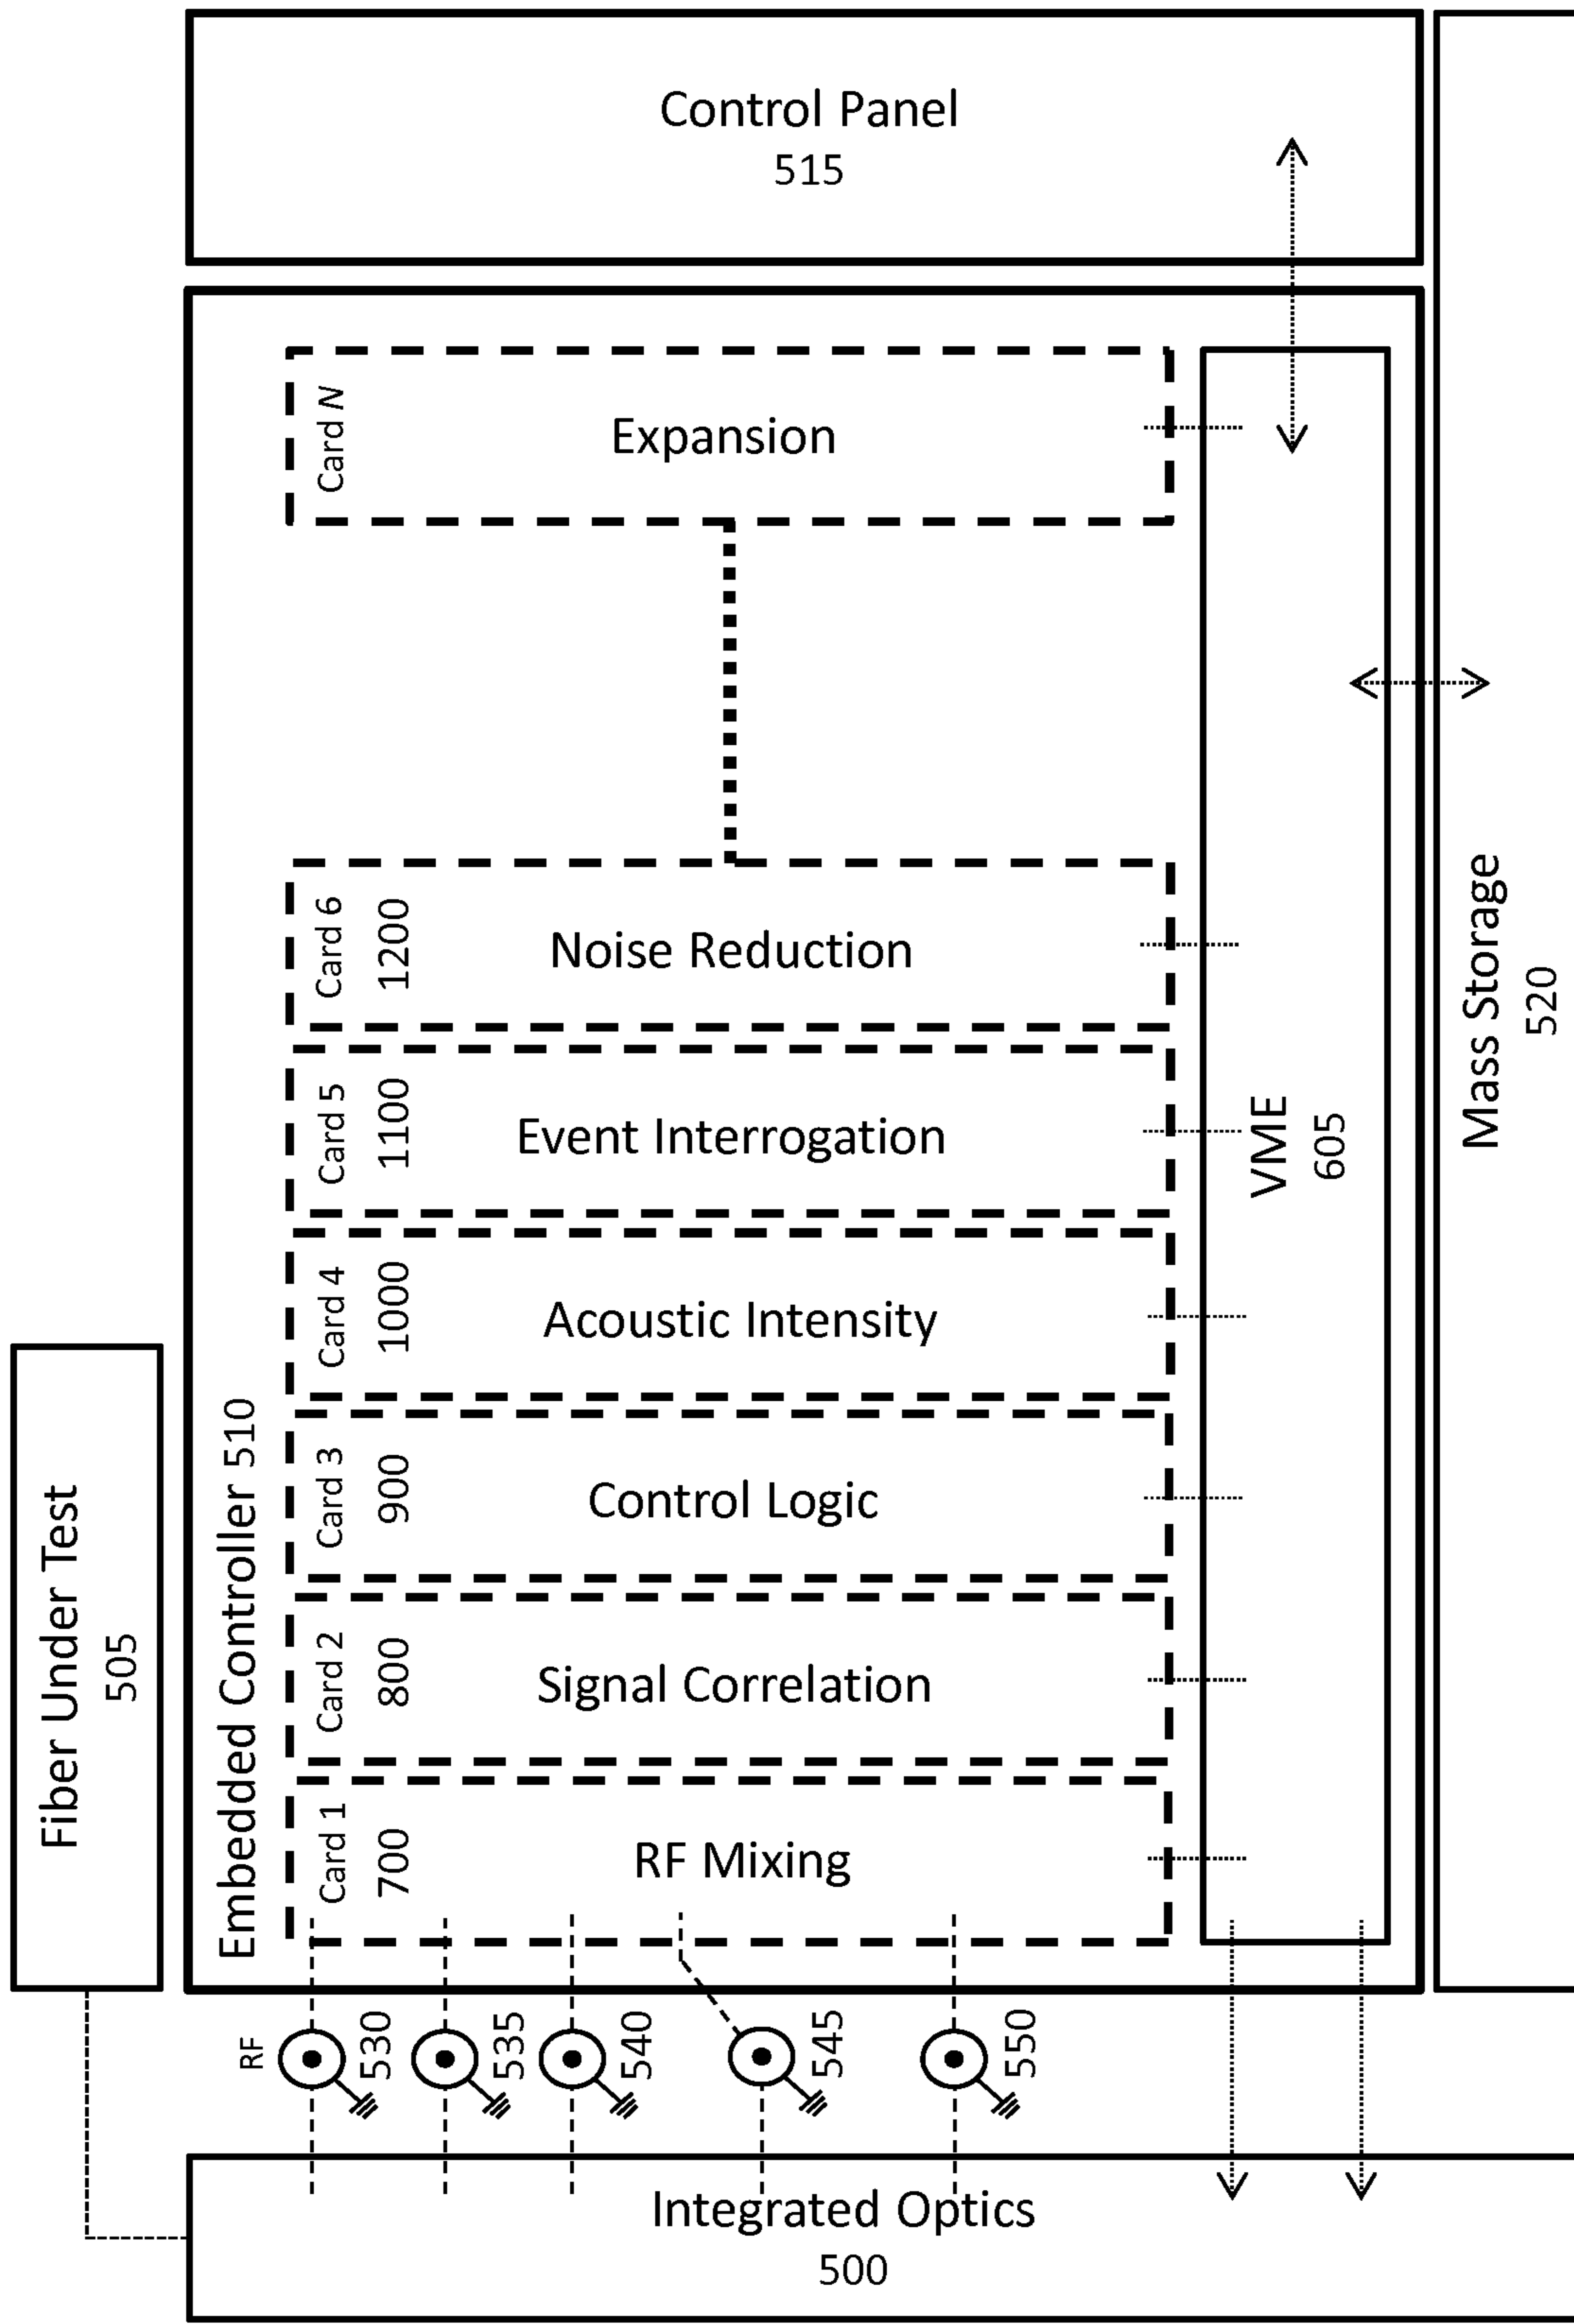 Control Panel
515
Card N
Expansion
Card 6
1200
Noise Reduction
Card 5
1100
Event Interrogation
Card 4
1000
Acoustic Intensity
Card 3
900
Control Logic
Card 2
800
Signal Correlation
Card 1
700
RF Mixing
VME
605
Mass Storage
520
Fiber Under Test
505
Embedded Controller 510
RF
530
535
540
545
550
Integrated Optics
500